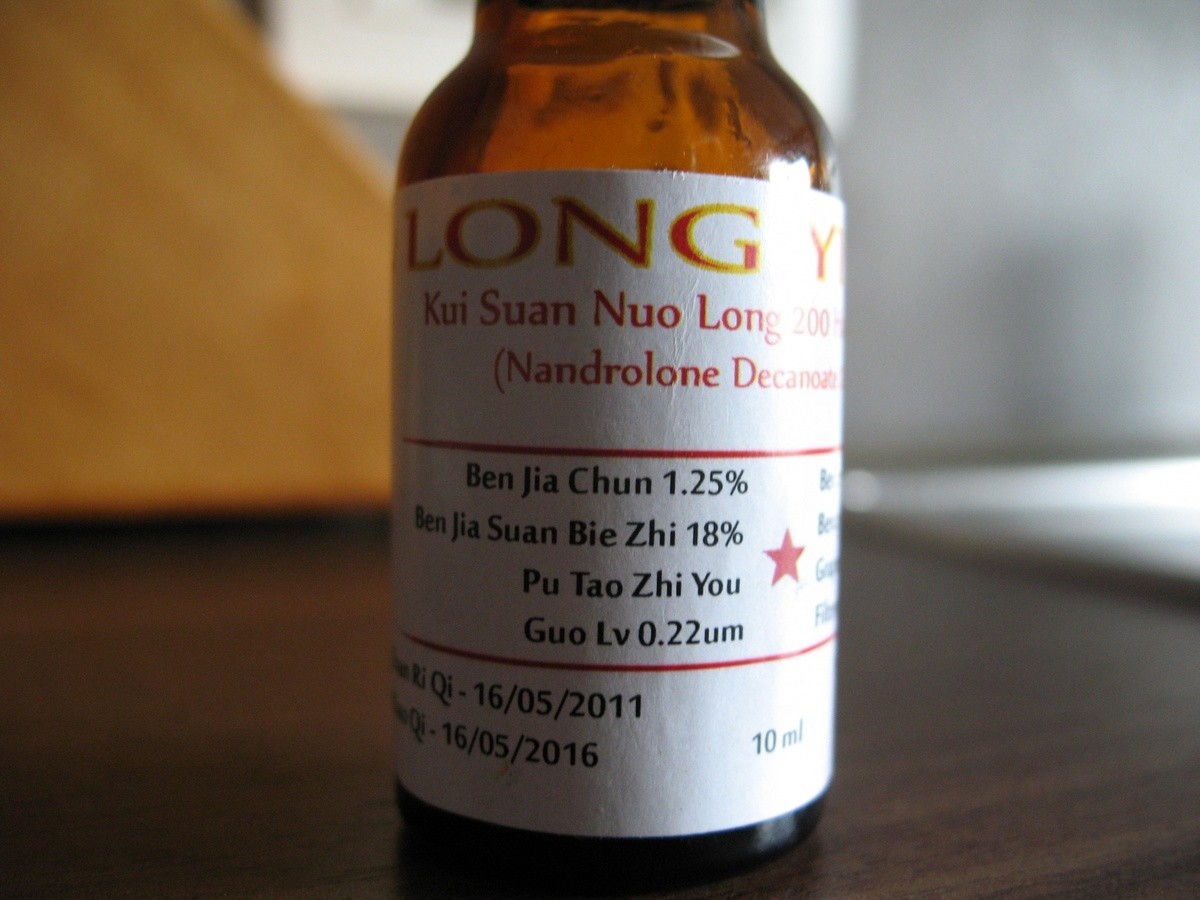 LONG
Kui Suan Nuo Long 200
(Nandrolone Decanoate
Ben Jia Chun 1.25%
Ben Jia Suan Bie Zhi 18%
Pu Tao Zhi You
Guo Lv 0.22um
Ri Qi - 16/05/2011
Qi - 16/05/2016
10 ml